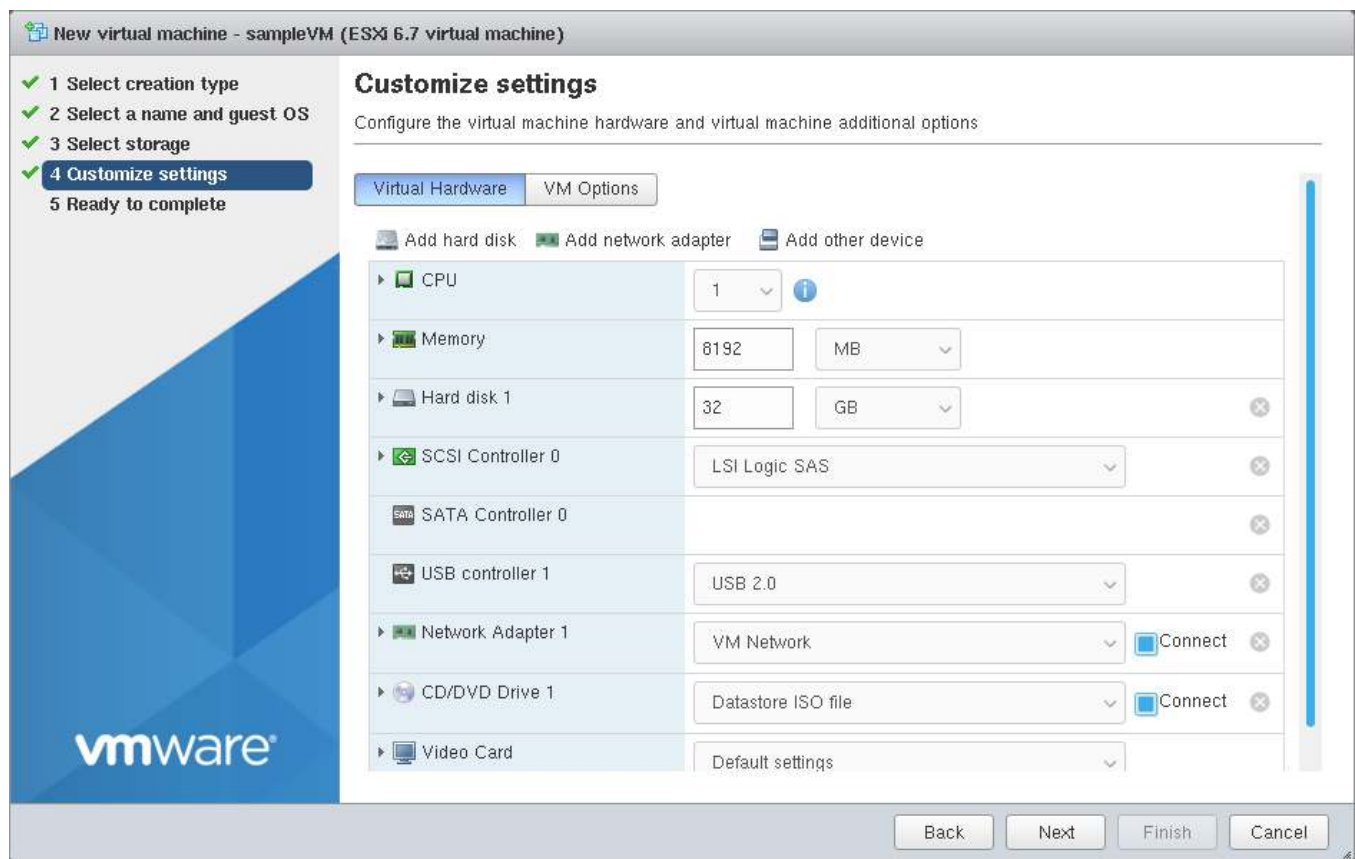 New virtual machine - sampleVM (ESXi 6.7 virtual machine)
1 Select creation type
2 Select a name and guest OS
3 Select storage
4 Customize settings
5 Ready to complete
vmware
Customize settings
Configure the virtual machine hardware and virtual machine additional options
Virtual Hardware VM Options
Add hard disk Add network adapter Add other device
CPU 1
Memory 8192 MB
Hard disk 1 32 GB
SCSI Controller 0 LSI Logic SAS
SATA SATA Controller 0
USB controller 1 USB 2.0
Network Adapter 1 VM Network Connect
CD/DVD Drive 1 Datastore ISO file Connect
Video Card Default settings
Back Next Finish Cancel